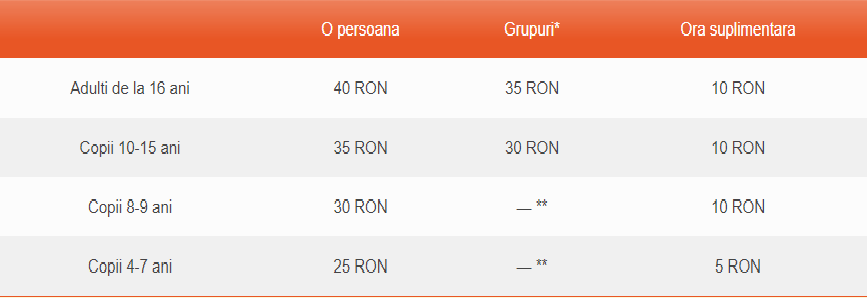 O persoana Grupuri* Ora suplimentara
Adulti de la 16 ani 40 RON 35 RON 10 RON
Copii 10-15 ani 35 RON 30 RON 10 RON
Copii 8-9 ani 30 RON — ** 10 RON
Copii 4-7 ani 25 RON — ** 5 RON